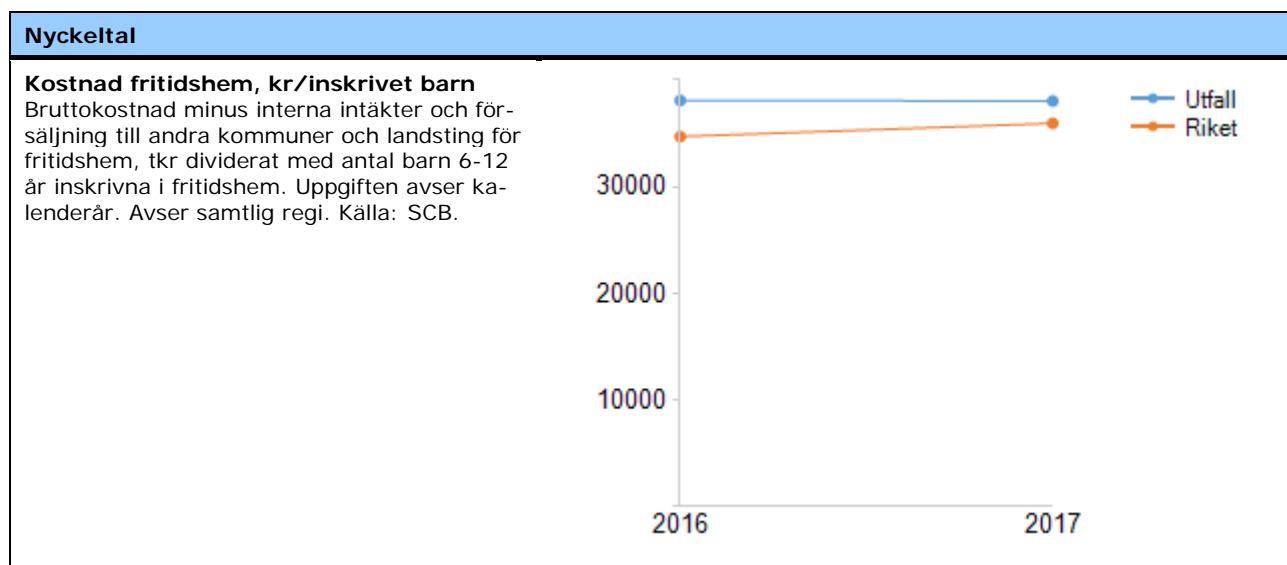 Nyckeltal
Kostnad fritidshem, kr/inskrivet barn
Bruttokostnad minus interna intäkter och för-
säljning till andra kommuner och landsting för
fritidshem, tkr dividerat med antal barn 6-12
år inskrivna i fritidshem. Uppgiften avser ka-
lenderår. Avser samtlig regi. Källa: SCB.
Utfall
Riket
30000
20000
10000
2016
2017